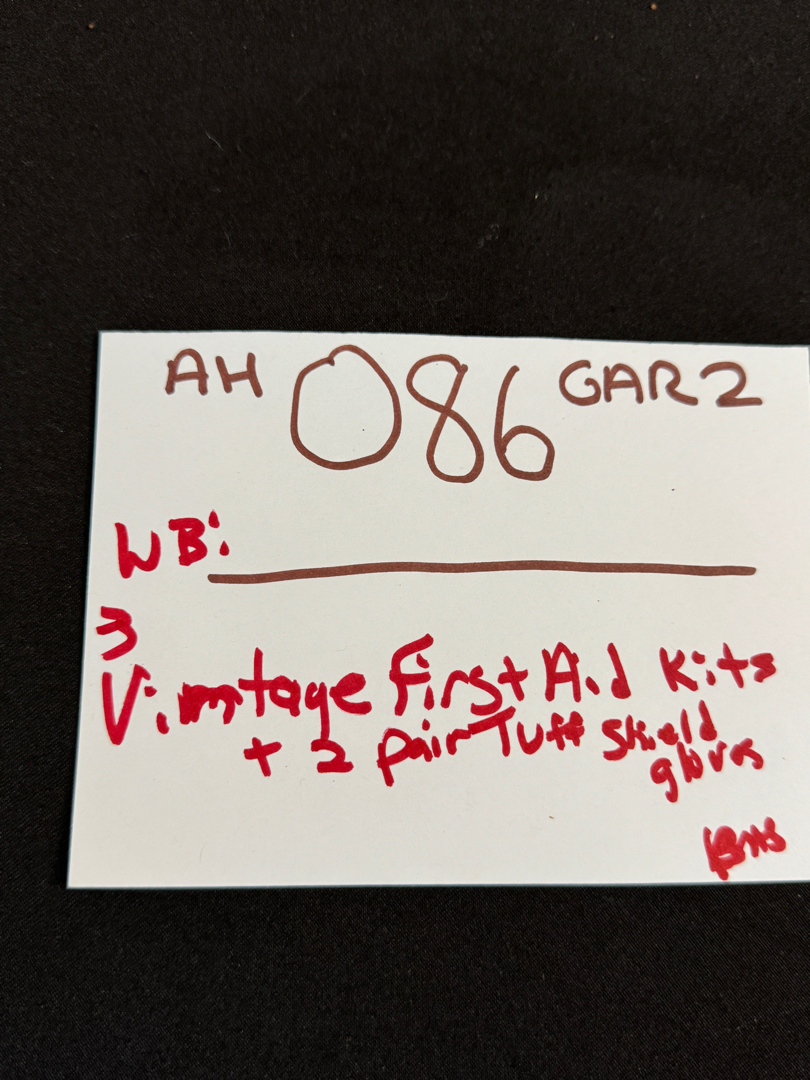 AH 086 GAR2
WB:
3
Vintage First Aid Kits
+ 2 pair Tuff Shield
gloves